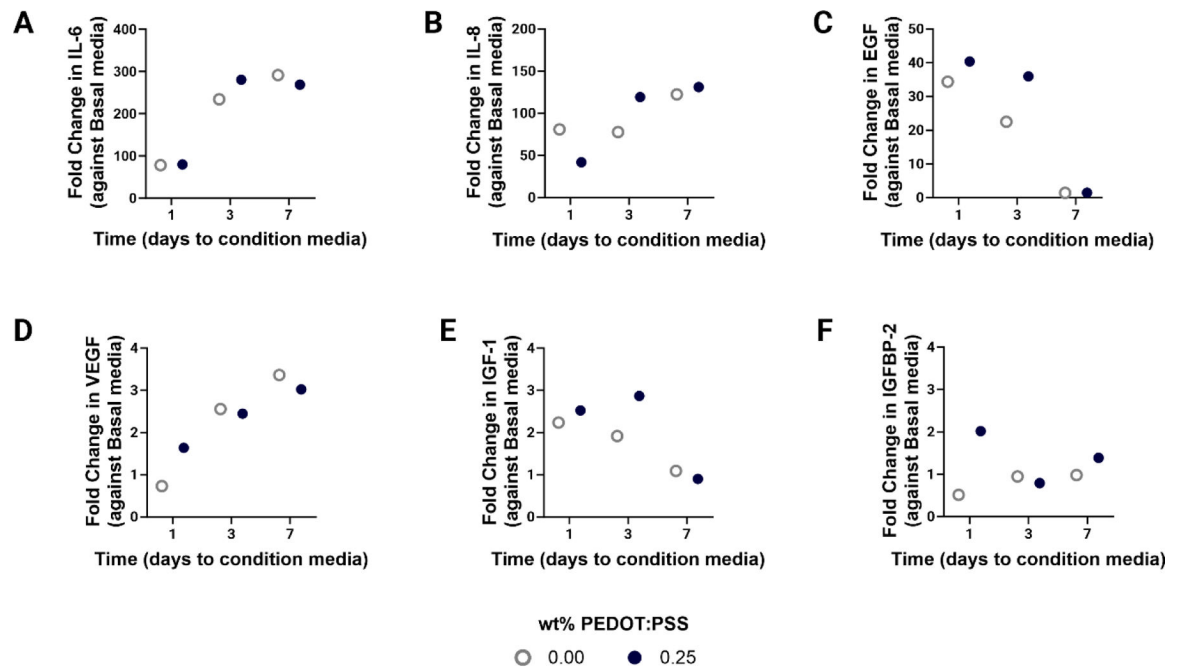 A
Fold Change in IL-6
(against Basal media)
400
300
200
100
0
1 3 7
Time (days to condition media)
B
Fold Change in IL-8
(against Basal media)
200
150
100
50
0
1 3 7
Time (days to condition media)
C
Fold Change in EGF
(against Basal media)
50
40
30
20
10
0
1 3 7
Time (days to condition media)
D
Fold Change in VEGF
(against Basal media)
4
3
2
1
0
1 3 7
Time (days to condition media)
E
Fold Change in IGF-1
(against Basal media)
4
3
2
1
0
1 3 7
Time (days to condition media)
F
Fold Change in IGFBP-2
(against Basal media)
4
3
2
1
0
1 3 7
Time (days to condition media)
wt% PEDOT:PSS
0.00 0.25